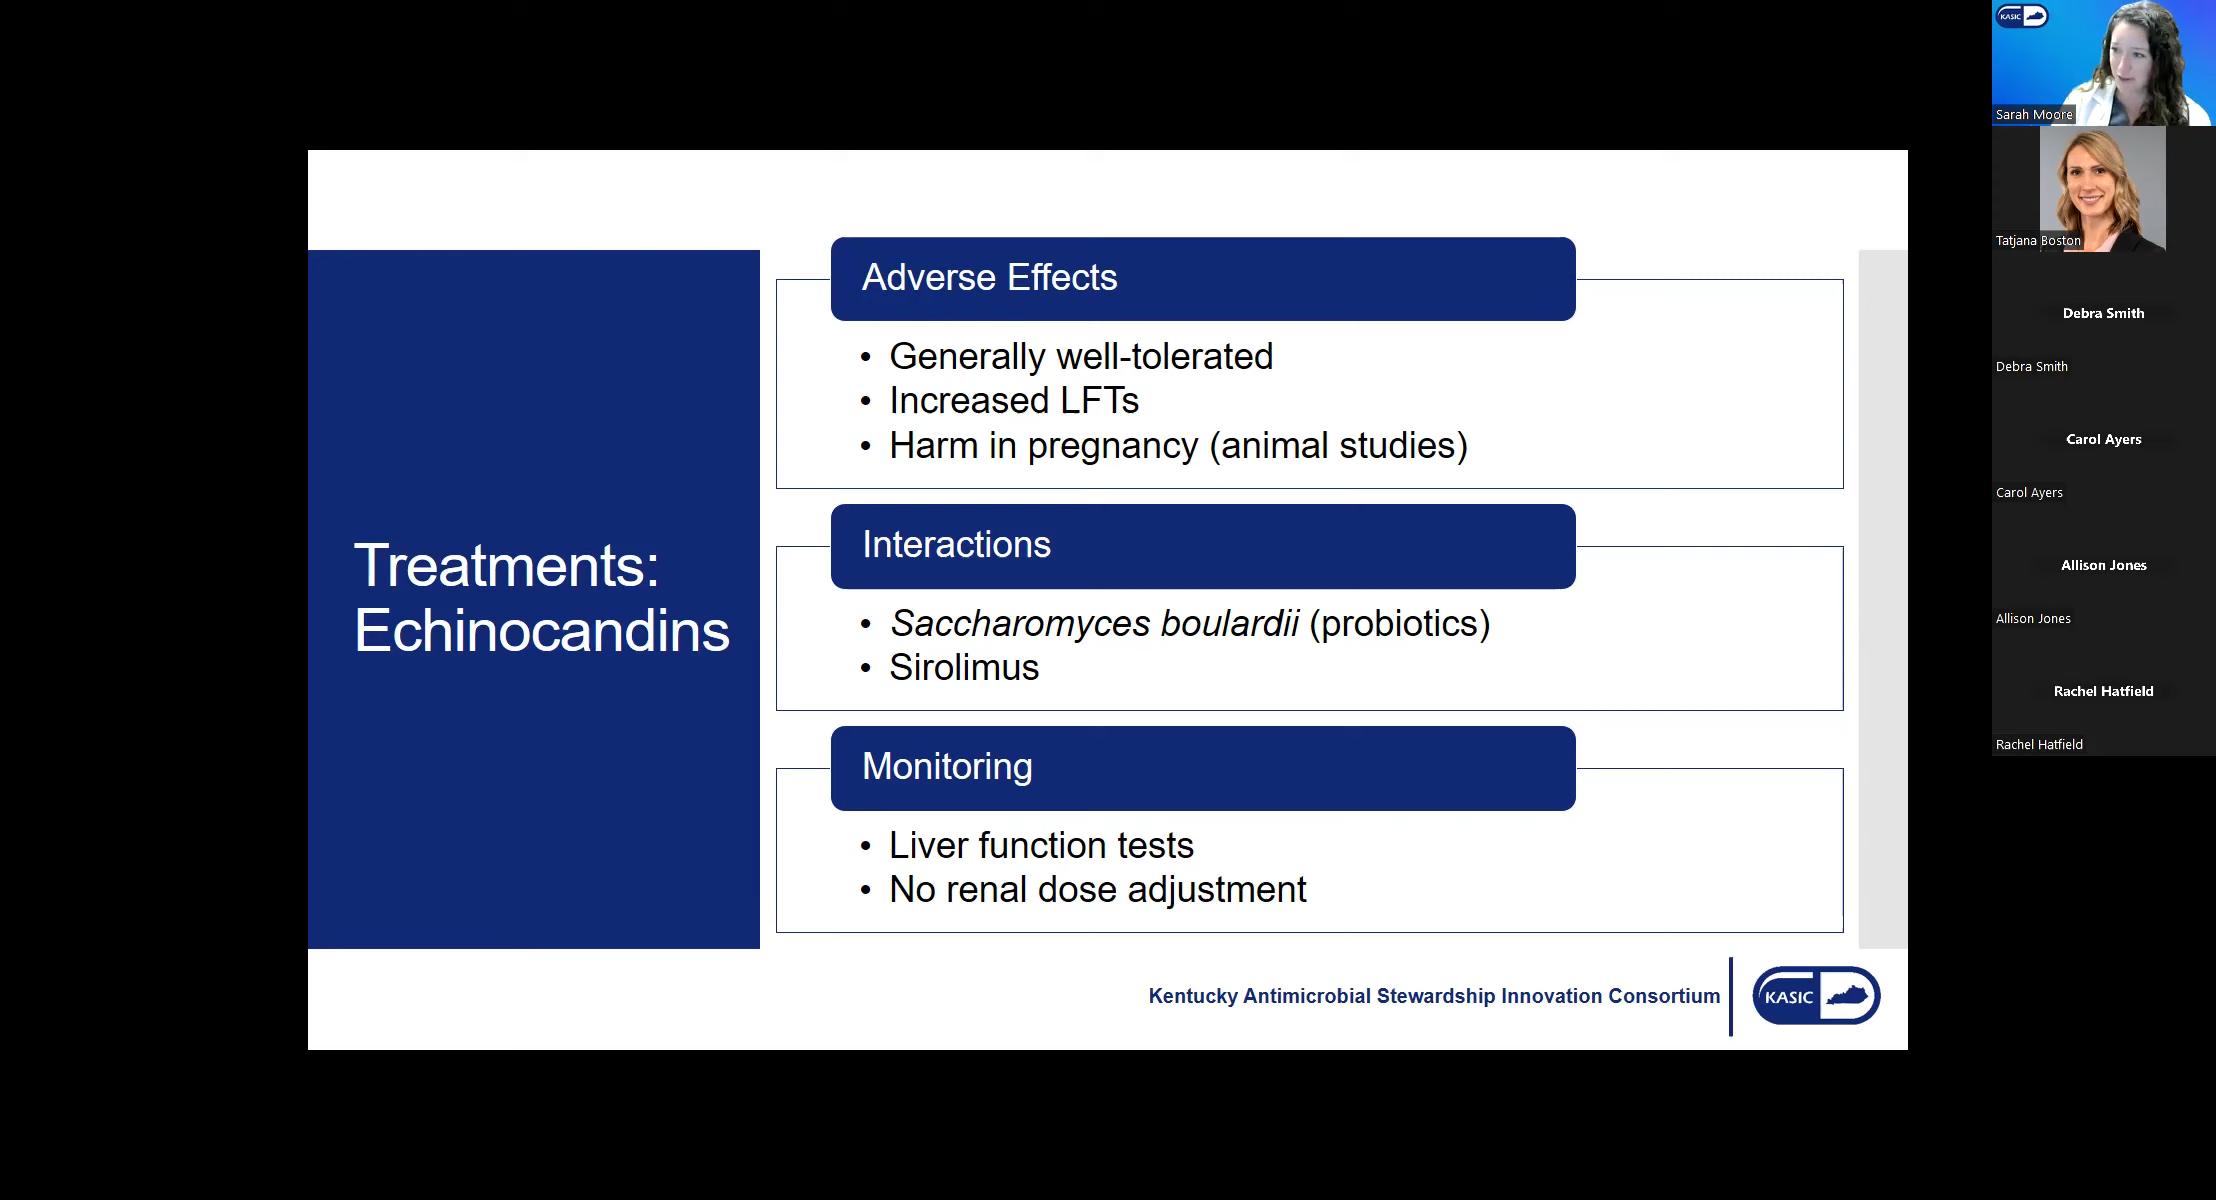 Treatments:
Echinocandins
Adverse Effects
• Generally well-tolerated
• Increased LFTs
• Harm in pregnancy (animal studies)
Interactions
• Saccharomyces boulardii (probiotics)
• Sirolimus
Monitoring
• Liver function tests
• No renal dose adjustment
Kentucky Antimicrobial Stewardship Innovation Consortium
KASIC
KASIC
Sarah Moore
Tatjana Boston
Debra Smith
Debra Smith
Carol Ayers
Carol Ayers
Allison Jones
Allison Jones
Rachel Hatfield
Rachel Hatfield